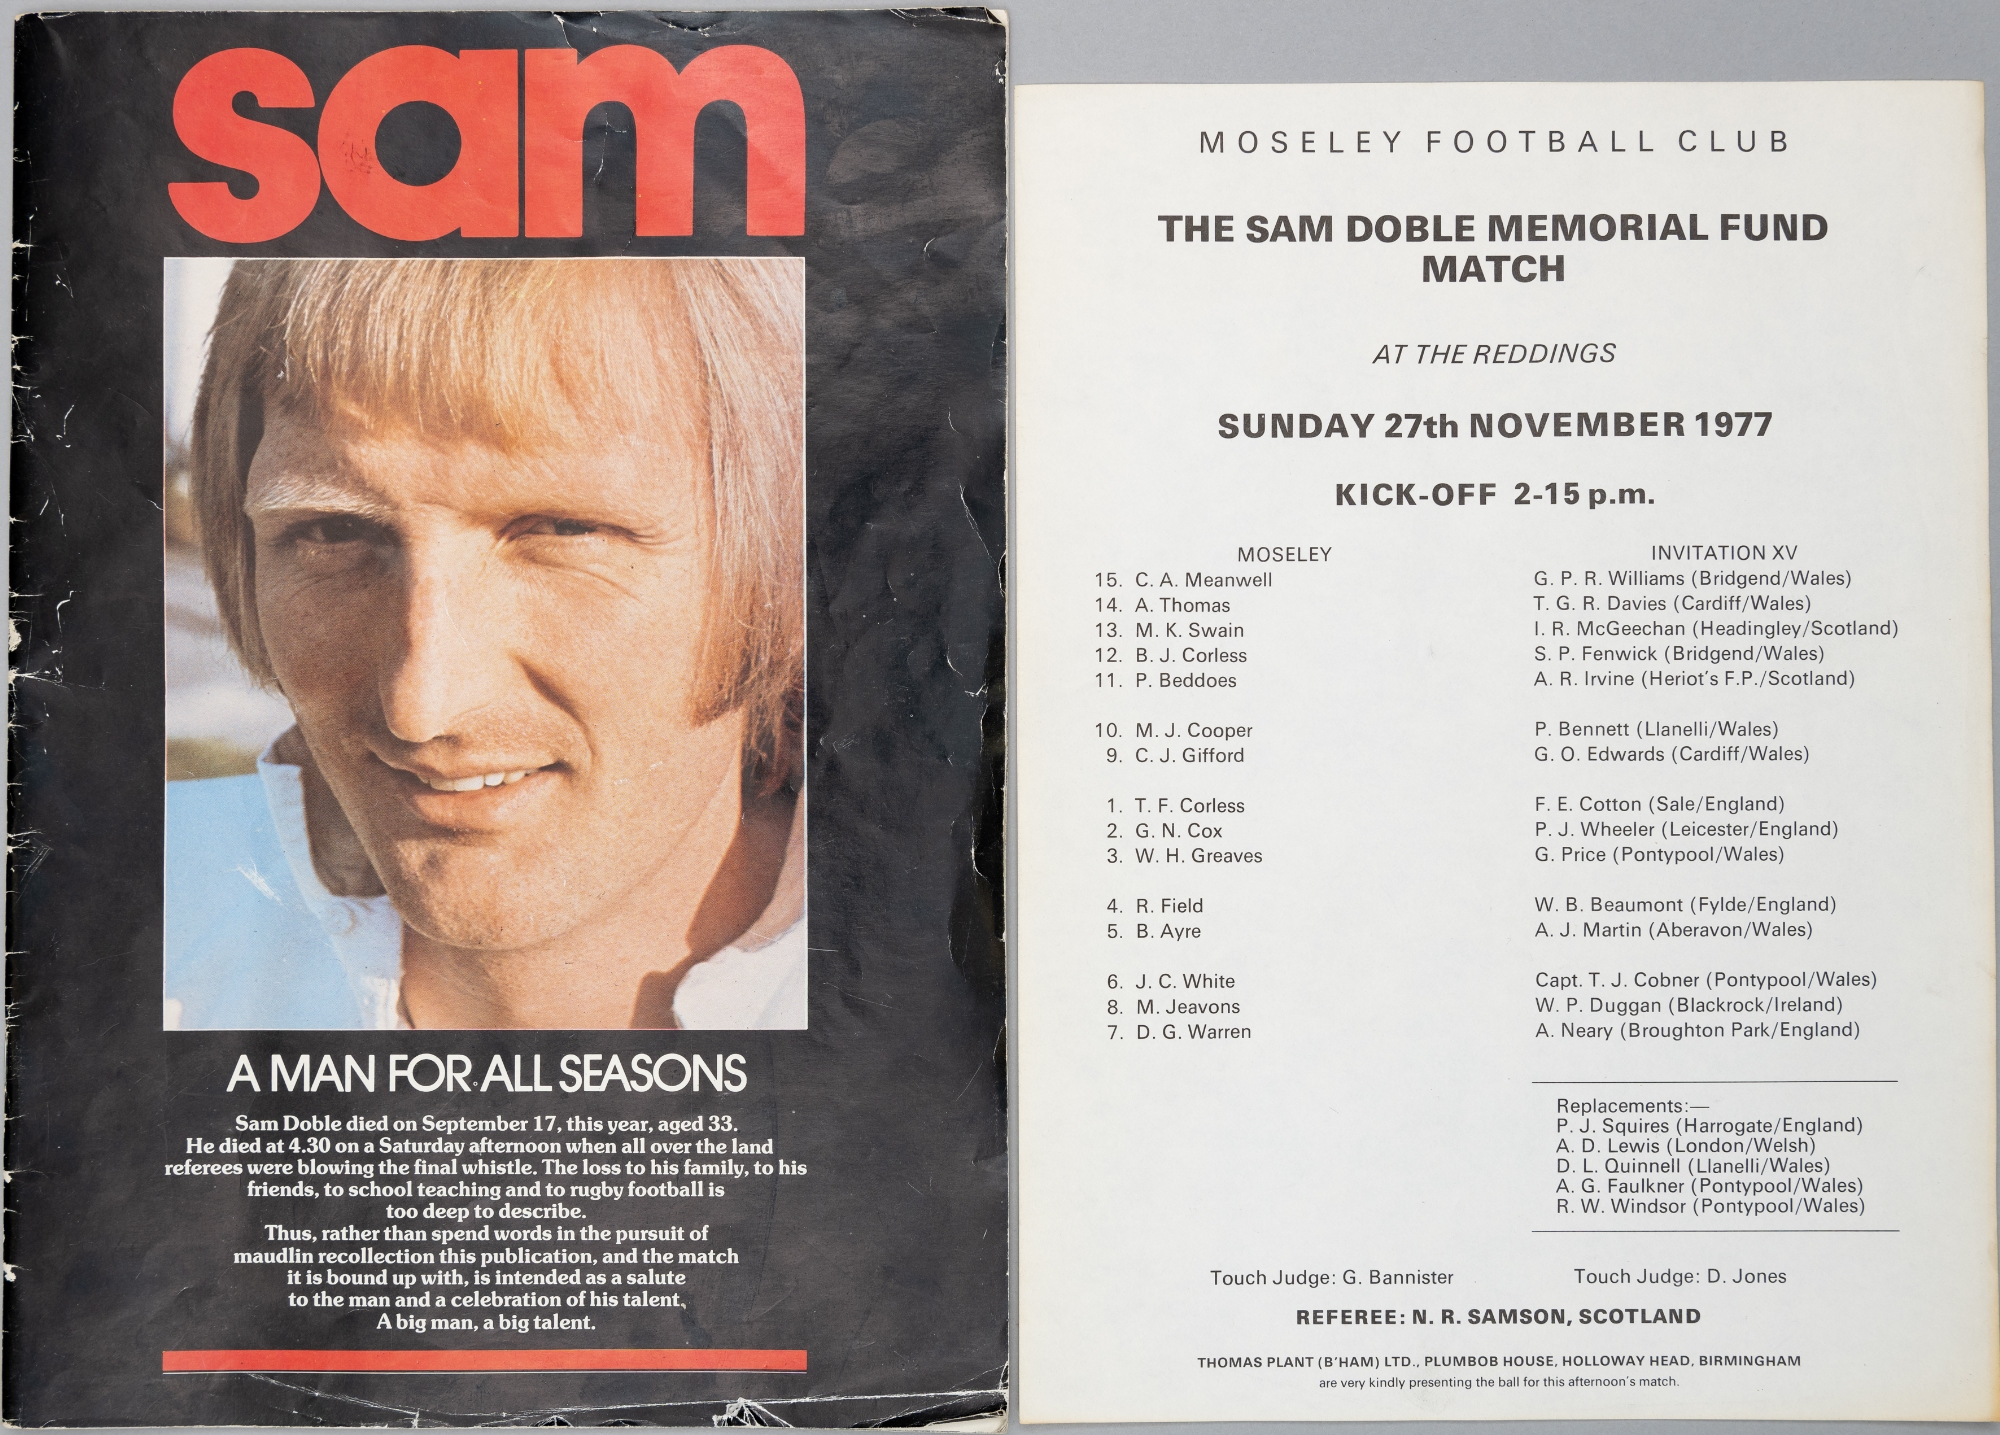 sam
A MAN FOR ALL SEASONS
Sam Doble died on September 17, this year, aged 33.
He died at 4.30 on a Saturday afternoon when all over the land
referees were blowing the final whistle. The loss to his family, to his
friends, to school teaching and to rugby football is
too deep to describe.
Thus, rather than spend words in the pursuit of
maudlin recollection this publication, and the match
it is bound up with, is intended as a salute
to the man and a celebration of his talent.
A big man, a big talent.
MOSELEY FOOTBALL CLUB
THE SAM DOBLE MEMORIAL FUND
MATCH
AT THE REDDINGS
SUNDAY 27th NOVEMBER 1977
KICK-OFF 2-15 p.m.
MOSELEY INVITATION XV
15. C. A. Meanwell G. P. R. Williams (Bridgend/Wales)
14. A. Thomas T. G. R. Davies (Cardiff/Wales)
13. M. K. Swain I. R. McGeechan (Headingley/Scotland)
12. B. J. Corless S. P. Fenwick (Bridgend/Wales)
11. P. Beddoes A. R. Irvine (Heriot's F.P./Scotland)
10. M. J. Cooper P. Bennett (Llanelli/Wales)
9. C. J. Gifford G. O. Edwards (Cardiff/Wales)
1. T. F. Corless F. E. Cotton (Sale/England)
2. G. N. Cox P. J. Wheeler (Leicester/England)
3. W. H. Greaves G. Price (Pontypool/Wales)
4. R. Field W. B. Beaumont (Fylde/England)
5. B. Ayre A. J. Martin (Aberavon/Wales)
6. J. C. White Capt. T. J. Cobner (Pontypool/Wales)
8. M. Jeavons W. P. Duggan (Blackrock/Ireland)
7. D. G. Warren A. Neary (Broughton Park/England)
Replacements:—
P. J. Squires (Harrogate/England)
A. D. Lewis (London/Welsh)
D. L. Quinnell (Llanelli/Wales)
A. G. Faulkner (Pontypool/Wales)
R. W. Windsor (Pontypool/Wales)
Touch Judge: G. Bannister Touch Judge: D. Jones
REFEREE: N. R. SAMSON, SCOTLAND
THOMAS PLANT (B'HAM) LTD., PLUMBOB HOUSE, HOLLOWAY HEAD, BIRMINGHAM
are very kindly presenting the ball for this afternoon's match.